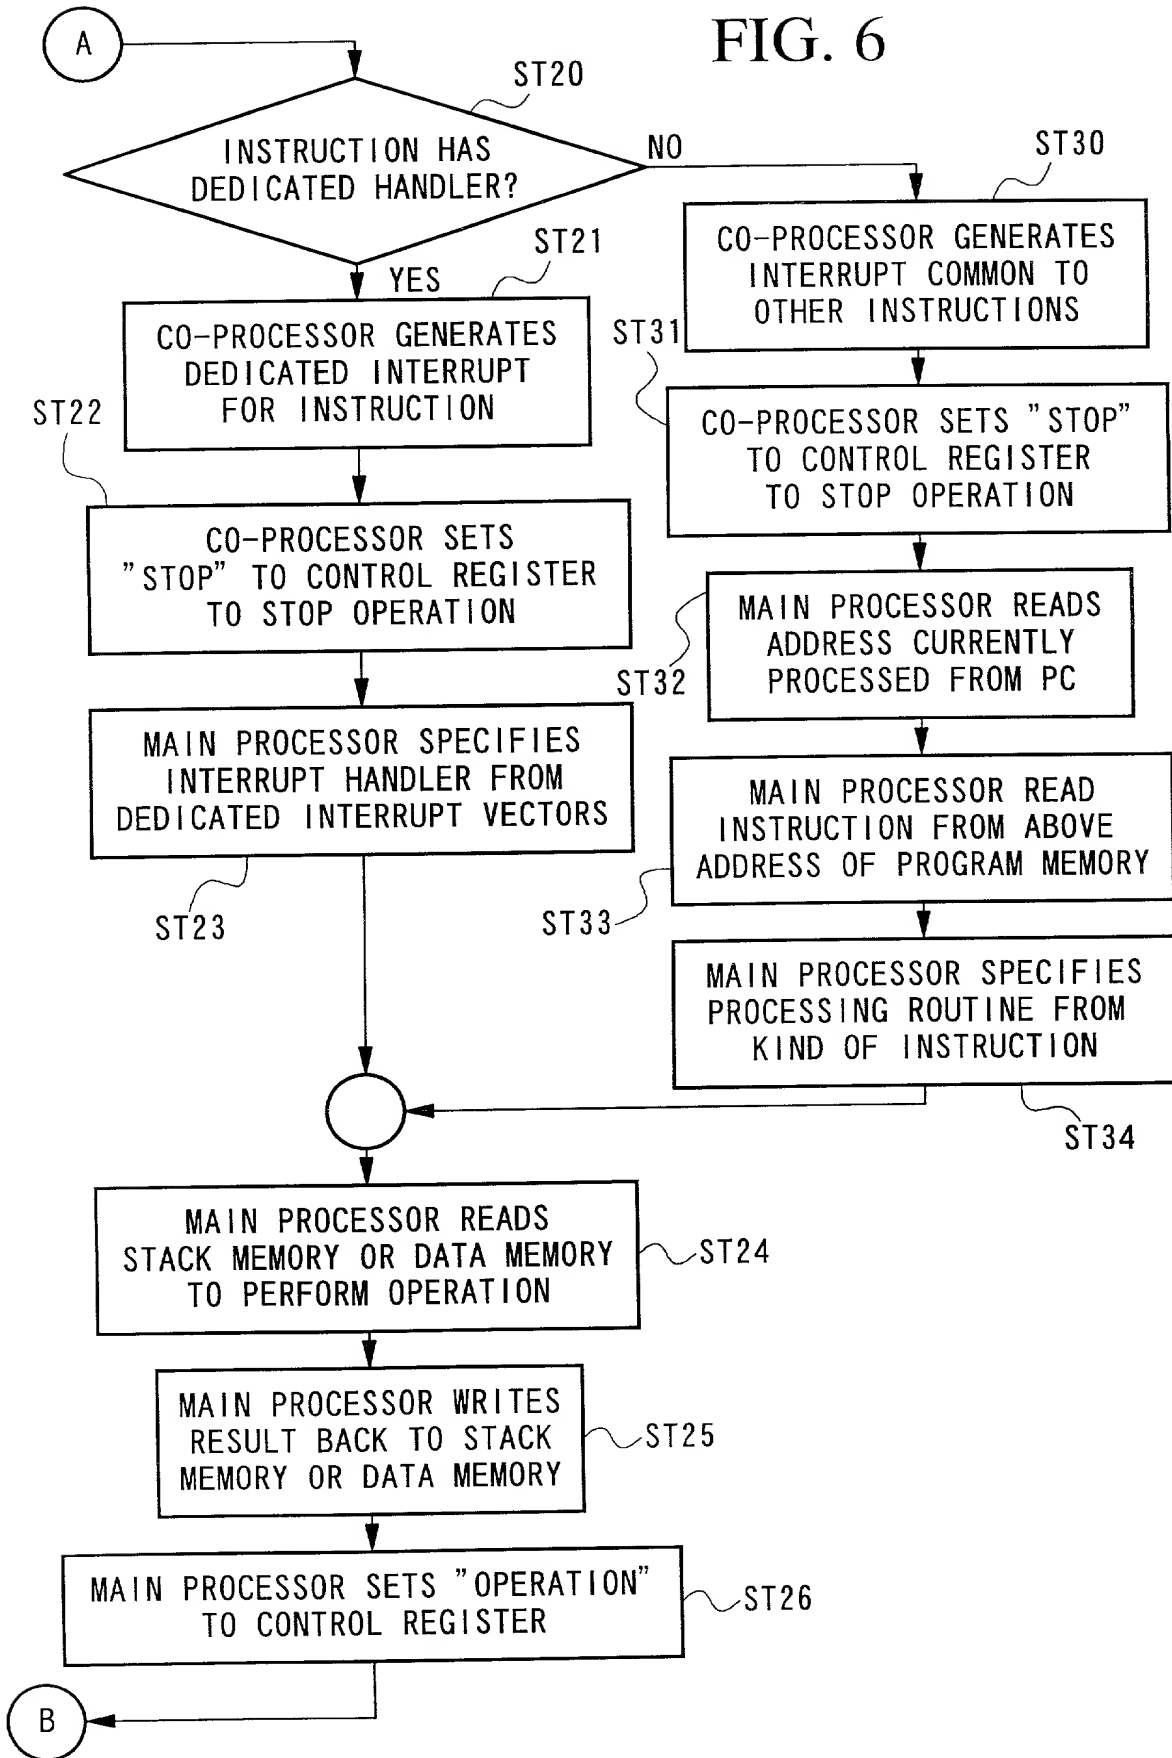 FIG. 6
A
ST20
INSTRUCTION HAS
DEDICATED HANDLER?
NO
YES
ST21
CO-PROCESSOR GENERATES
DEDICATED INTERRUPT
FOR INSTRUCTION
ST22
CO-PROCESSOR SETS
"STOP" TO CONTROL REGISTER
TO STOP OPERATION
MAIN PROCESSOR SPECIFIES
INTERRUPT HANDLER FROM
DEDICATED INTERRUPT VECTORS
ST23
ST30
CO-PROCESSOR GENERATES
INTERRUPT COMMON TO
OTHER INSTRUCTIONS
ST31
CO-PROCESSOR SETS "STOP"
TO CONTROL REGISTER
TO STOP OPERATION
MAIN PROCESSOR READS
ADDRESS CURRENTLY
PROCESSED FROM PC
ST32
MAIN PROCESSOR READ
INSTRUCTION FROM ABOVE
ADDRESS OF PROGRAM MEMORY
ST33
MAIN PROCESSOR SPECIFIES
PROCESSING ROUTINE FROM
KIND OF INSTRUCTION
ST34
MAIN PROCESSOR READS
STACK MEMORY OR DATA MEMORY
TO PERFORM OPERATION
ST24
MAIN PROCESSOR WRITES
RESULT BACK TO STACK
MEMORY OR DATA MEMORY
ST25
MAIN PROCESSOR SETS "OPERATION"
TO CONTROL REGISTER
ST26
B